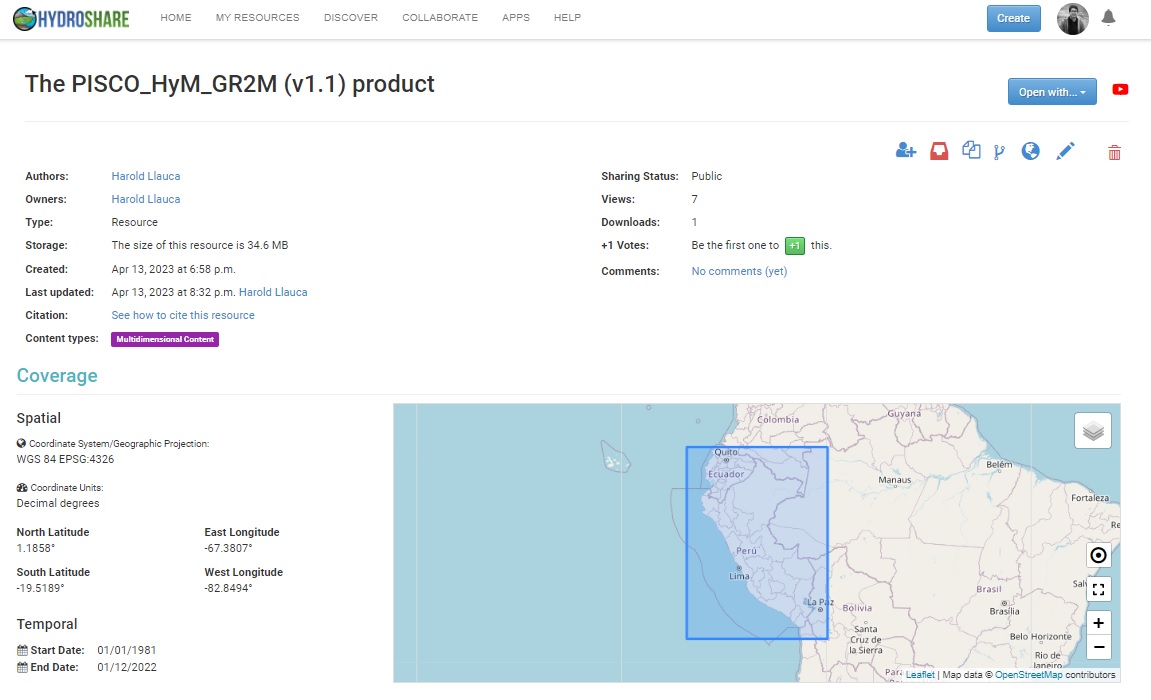 HYDROSHARE HOME MY RESOURCES DISCOVER COLLABORATE APPS HELP Create
The PISCO_HyM_GR2M (v1.1) product
Open with...
Authors: Harold Llauca
Owners: Harold Llauca
Type: Resource
Storage: The size of this resource is 34.6 MB
Created: Apr 13, 2023 at 6:58 p.m.
Last updated: Apr 13, 2023 at 8:32 p.m. Harold Llauca
Citation: See how to cite this resource
Content types: Multidimensional Content
Sharing Status: Public
Views: 7
Downloads: 1
+1 Votes: Be the first one to +1 this.
Comments: No comments (yet)
Coverage
Spatial
Coordinate System/Geographic Projection:
WGS 84 EPSG:4326
Coordinate Units:
Decimal degrees
North Latitude East Longitude
1.1858° -67.3807°
South Latitude West Longitude
-19.5189° -82.8494°
Temporal
Start Date: 01/01/1981
End Date: 01/12/2022
Colombia
Guyana
Quito
Ecuador
Belém
Manaus
Fortaleza
Re
Perú
Lima
La Paz
Bolivia
Brasil
Salv
Brasília
Santa
Cruz de
la Sierra
Belo Horizonte
Rio de
Janeiro
Para
+
−
Leaflet | Map data © OpenStreetMap contributors